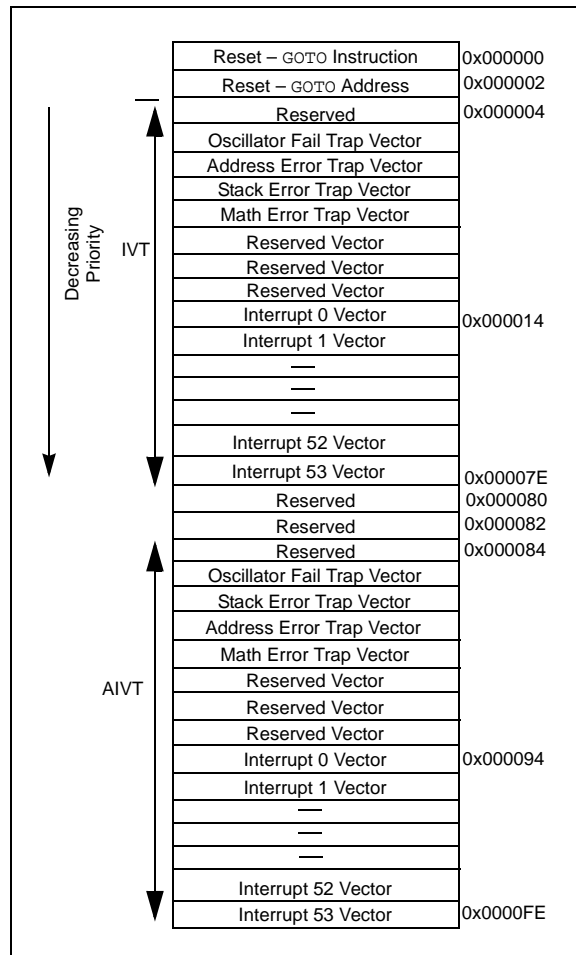 Reset – GOTO Instruction 0x000000
Reset – GOTO Address 0x000002
Reserved 0x000004
Oscillator Fail Trap Vector
Address Error Trap Vector
Stack Error Trap Vector
Math Error Trap Vector
Decreasing
Priority
IVT
Reserved Vector
Reserved Vector
Reserved Vector
Interrupt 0 Vector 0x000014
Interrupt 1 Vector
—
—
—
Interrupt 52 Vector
Interrupt 53 Vector 0x00007E
Reserved 0x000080
Reserved 0x000082
Reserved 0x000084
Oscillator Fail Trap Vector
Stack Error Trap Vector
Address Error Trap Vector
Math Error Trap Vector
AIVT
Reserved Vector
Reserved Vector
Reserved Vector
Interrupt 0 Vector 0x000094
Interrupt 1 Vector
—
—
—
Interrupt 52 Vector
Interrupt 53 Vector 0x0000FE